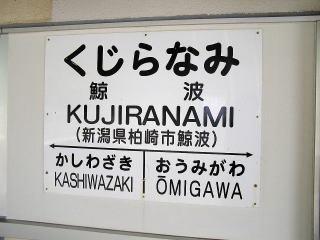 くじらなみ
鯨波
KUJIRANAMI
(新潟県柏崎市鯨波)
かしわざき おうみがわ
KASHIWAZAKI ŌMIGAWA